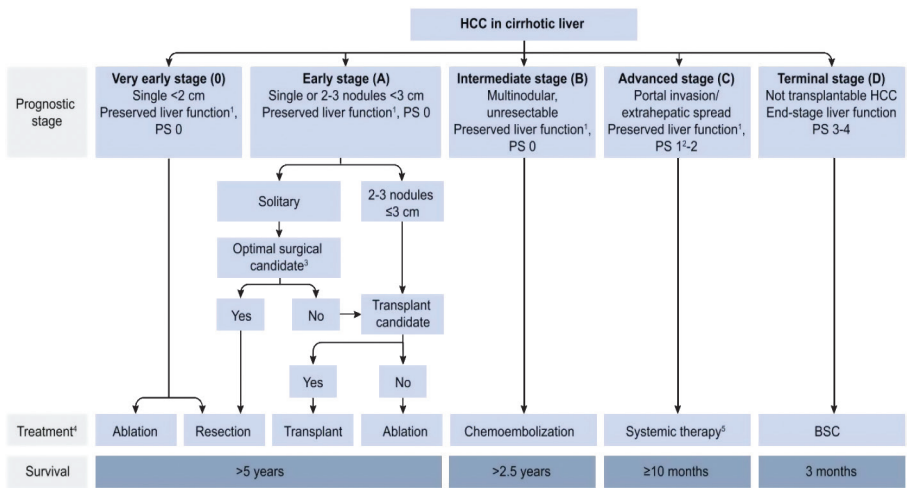 HCC in cirrhotic liver
Prognostic
stage
Very early stage (0)
Single <2 cm
Preserved liver function¹,
PS 0
Early stage (A)
Single or 2-3 nodules <3 cm
Preserved liver function¹, PS 0
Intermediate stage (B)
Multinodular,
unresectable
Preserved liver function¹,
PS 0
Advanced stage (C)
Portal invasion/
extrahepatic spread
Preserved liver function¹,
PS 1²-2
Terminal stage (D)
Not transplantable HCC
End-stage liver function
PS 3-4
Solitary
2-3 nodules
≤3 cm
Optimal surgical
candidate³
Yes
No
Transplant
candidate
Yes
No
Treatment⁴
Ablation
Resection
Transplant
Ablation
Chemoembolization
Systemic therapy⁵
BSC
Survival
>5 years
>2.5 years
≥10 months
3 months